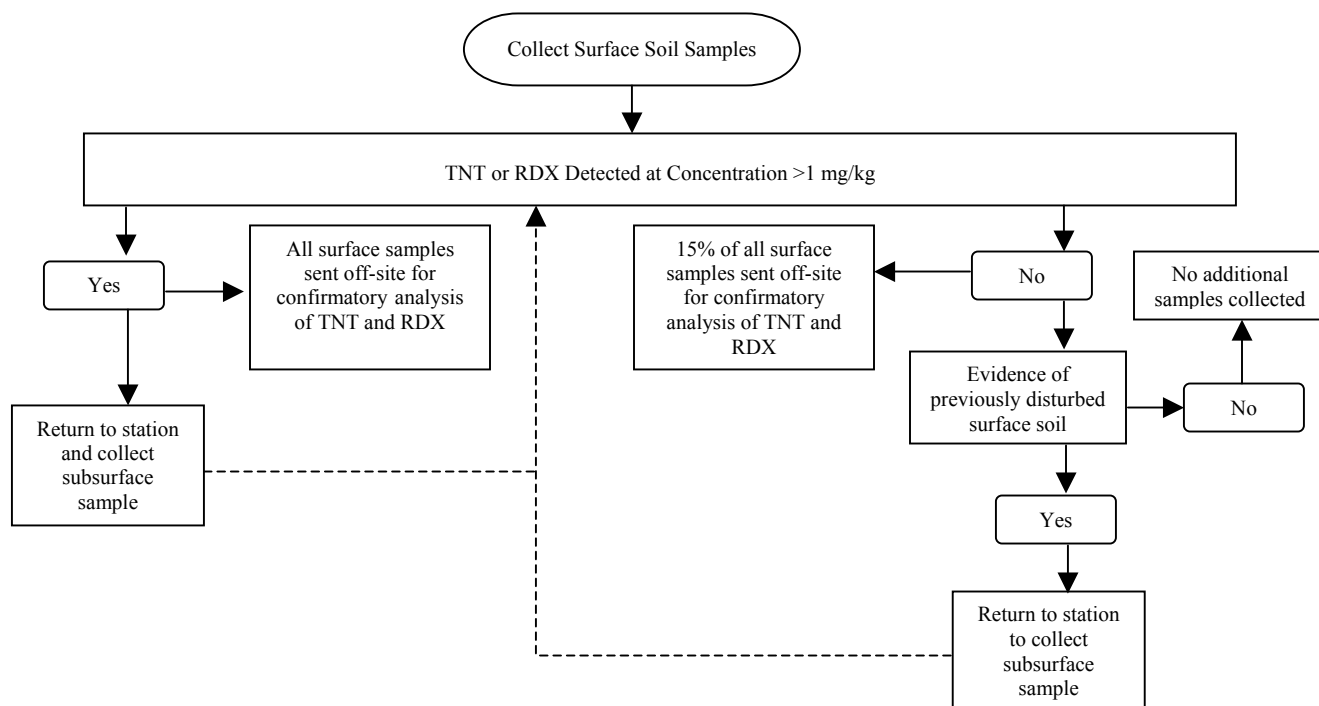 Collect Surface Soil Samples
TNT or RDX Detected at Concentration >1 mg/kg
Yes
All surface samples
sent off-site for
confirmatory analysis
of TNT and RDX
15% of all surface
samples sent off-site
for confirmatory
analysis of TNT and
RDX
No
No additional
samples collected
Return to station
and collect
subsurface
sample
Evidence of
previously disturbed
surface soil
No
Yes
Return to station
to collect
subsurface
sample